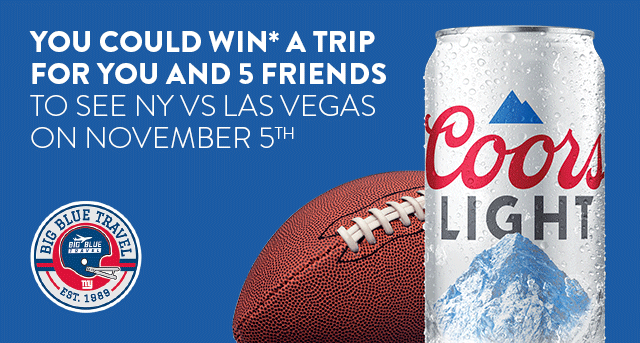 YOU COULD WIN* A TRIP
FOR YOU AND 5 FRIENDS
TO SEE NY VS LAS VEGAS
ON NOVEMBER 5TH
BIG BLUE TRAVEL
BIG BLUE
TRAVEL
NY
EST. 1989
Coors
LIGHT